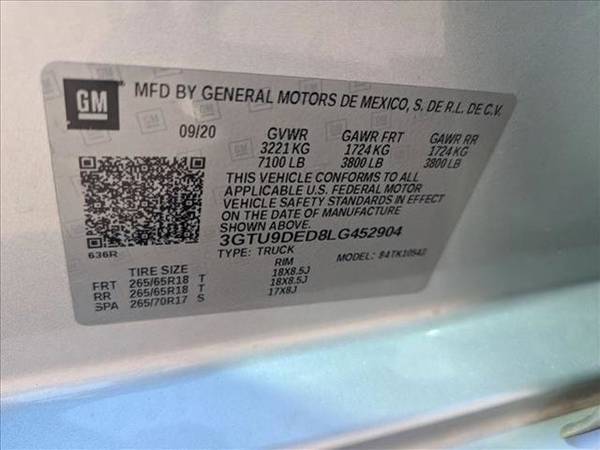 GM MFD BY GENERAL MOTORS DE MEXICO, S. DE R.L. DE C.V.
09/20 GVWR GAWR FRT GAWR RR
3221 KG 1724 KG 1724 KG
7100 LB 3800 LB 3800 LB
THIS VEHICLE CONFORMS TO ALL
APPLICABLE U.S. FEDERAL MOTOR
VEHICLE SAFETY STANDARDS IN EFFECT
ON THE DATE OF MANUFACTURE
SHOWN ABOVE.
3GTU9DED8LG452904
636R TYPE: TRUCK MODEL: 84TK10543
TIRE SIZE RIM
FRT 265/65R18 T 18X8.5J
RR 265/65R18 T 18X8.5J
SPA 265/70R17 S 17X8J